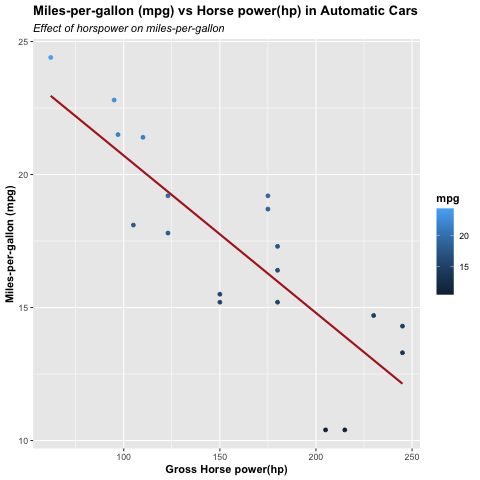 Miles-per-gallon (mpg) vs Horse power(hp) in Automatic Cars
Effect of horspower on miles-per-gallon
25
20
15
10
Miles-per-gallon (mpg)
100
150
200
250
Gross Horse power(hp)
mpg
20
15